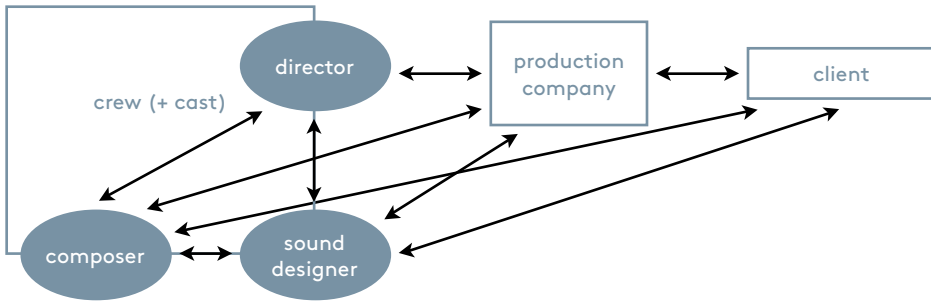 director
production
company
client
crew (+ cast)
composer
sound
designer